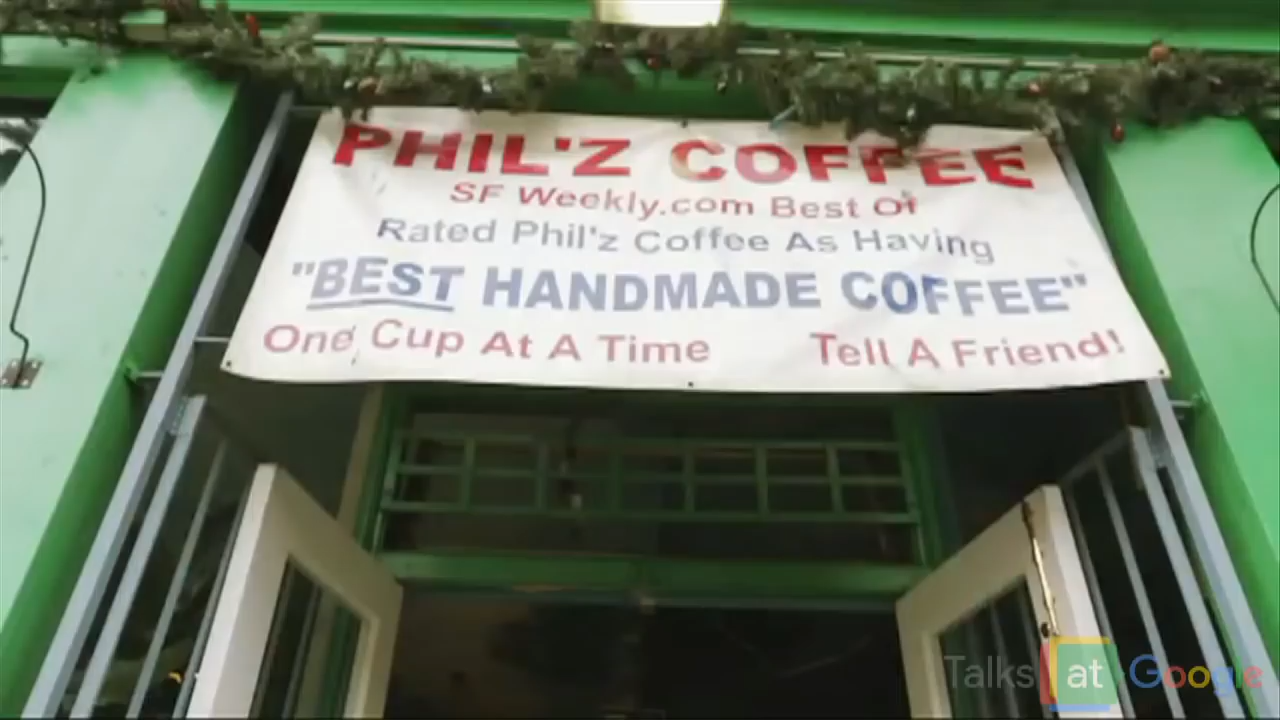 PHIL'Z COFFEE
SF Weekly.com Best Of
Rated Phil'z Coffee As Having
"BEST HANDMADE COFFEE"
One Cup At A Time Tell A Friend!
Talks at Google